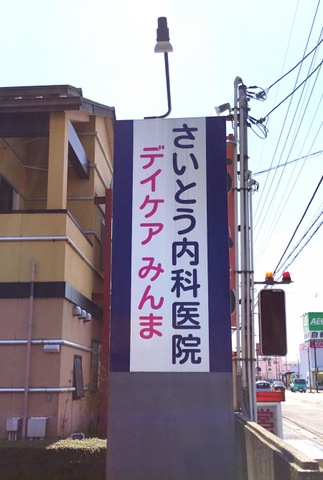 さいとう内科医院
デイケア みんま